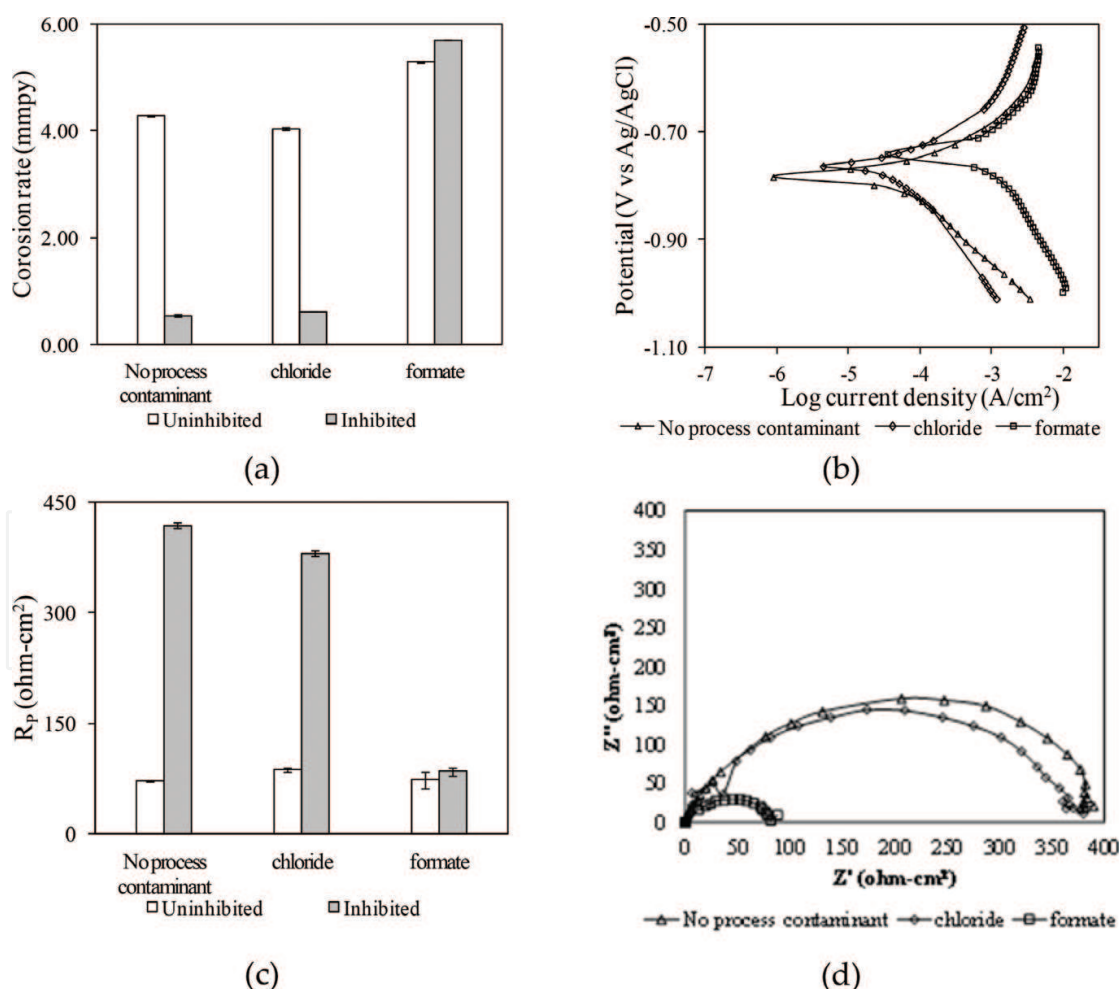 6.00
4.00
2.00
0.00
Corosion rate (mmpy)
No process
contaminant
chloride
formate
Uninhibited
Inhibited
(a)
-0.50
-0.70
-0.90
-1.10
Potential (V vs Ag/AgCl)
-7 -6 -5 -4 -3 -2 -1
Log current density (A/cm²)
No process contaminant
chloride
formate
(b)
450
300
150
0
Rₚ (ohm-cm²)
No process
contaminant
chloride
formate
Uninhibited
Inhibited
(c)
400
350
300
250
200
150
100
50
0
Z'' (ohm-cm²)
0 50 100 150 200 250 300 350 400
Z' (ohm-cm²)
No process contaminant
chloride
formate
(d)